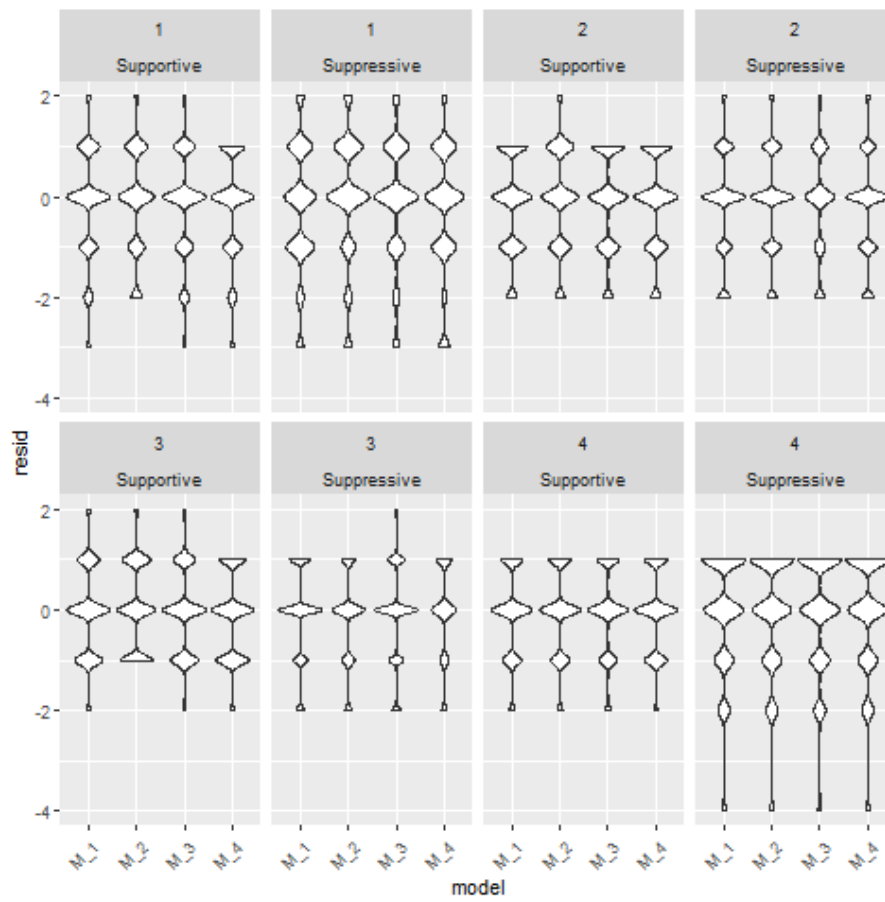 1 1 2 2
Supportive Suppressive Supportive Suppressive
2
0
-2
-4
resid
3 3 4 4
Supportive Suppressive Supportive Suppressive
2
0
-2
-4
M_1 M_2 M_3 M_4 M_1 M_2 M_3 M_4 M_1 M_2 M_3 M_4 M_1 M_2 M_3 M_4
model